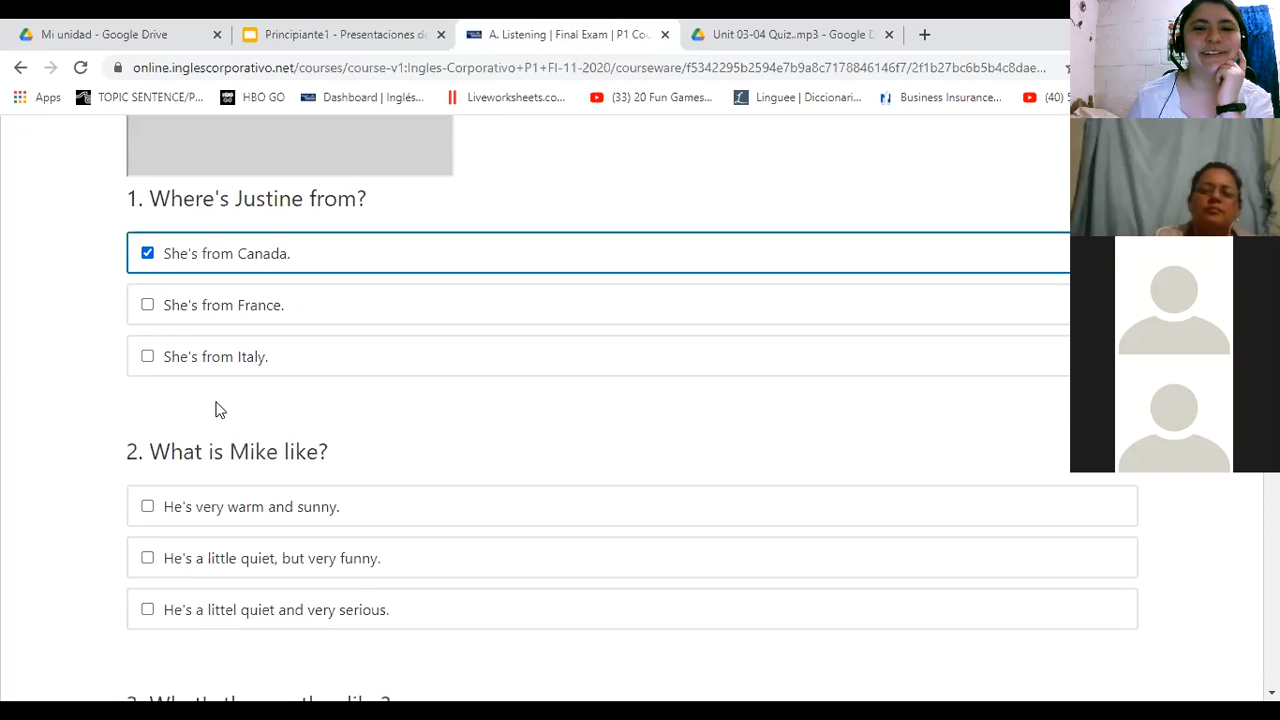 Mi unidad - Google Drive
Principiante1 - Presentaciones de
A. Listening | Final Exam | P1 Cou
Unit 03-04 Quiz..mp3 - Google D
online.inglescorporativo.net/courses/course-v1:Ingles-Corporativo+P1+FI-11-2020/courseware/f5342295b2594e7b9a8c7178846146f7/2f1b27bc6b5b4c8dae...
Apps
TOPIC SENTENCE/P...
HBO GO
Dashboard | Inglés...
Liveworksheets.co...
(33) 20 Fun Games...
Linguee | Diccionari...
Business Insurance...
(40) 5
1. Where's Justine from?
She's from Canada.
She's from France.
She's from Italy.
2. What is Mike like?
He's very warm and sunny.
He's a little quiet, but very funny.
He's a littel quiet and very serious.